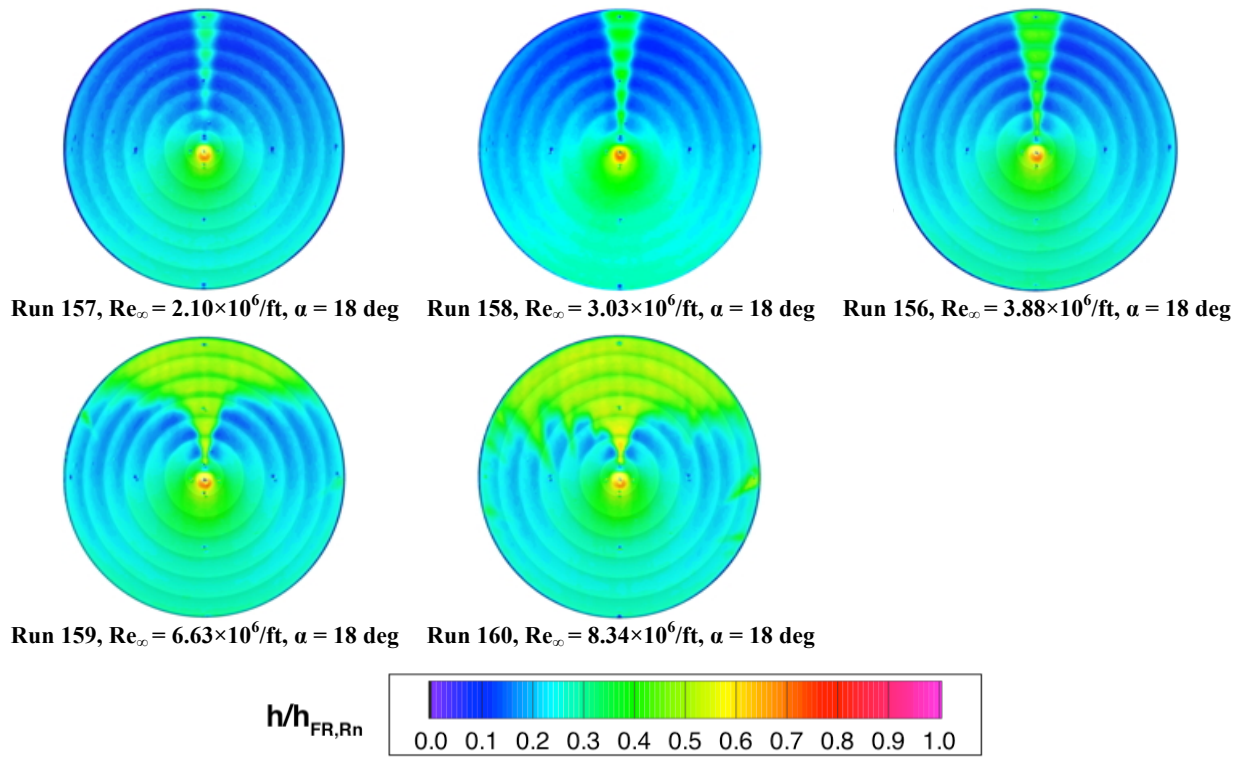 Run 157, Re∞ = 2.10×10⁶/ft, α = 18 deg
Run 158, Re∞ = 3.03×10⁶/ft, α = 18 deg
Run 156, Re∞ = 3.88×10⁶/ft, α = 18 deg
Run 159, Re∞ = 6.63×10⁶/ft, α = 18 deg
Run 160, Re∞ = 8.34×10⁶/ft, α = 18 deg
h/hFR,Rn
0.0 0.1 0.2 0.3 0.4 0.5 0.6 0.7 0.8 0.9 1.0